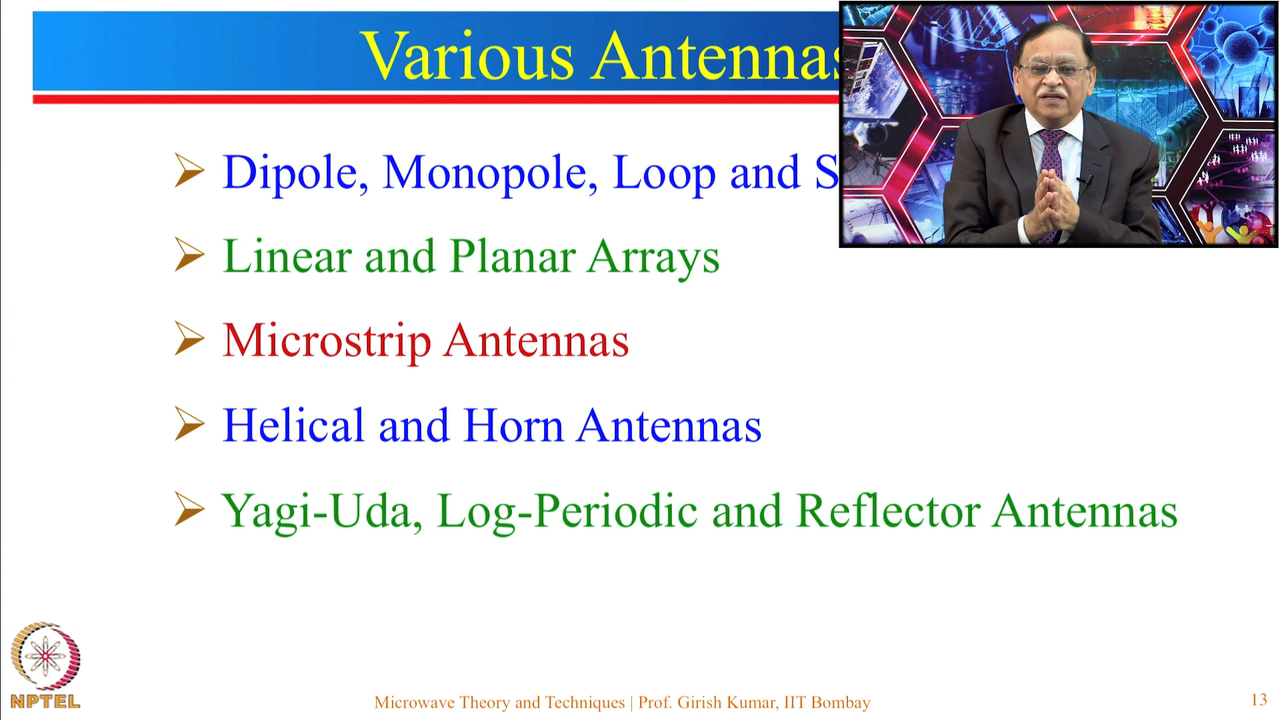 Various Antennas
➢ Dipole, Monopole, Loop and S
➢ Linear and Planar Arrays
➢ Microstrip Antennas
➢ Helical and Horn Antennas
➢ Yagi-Uda, Log-Periodic and Reflector Antennas
NPTEL
Microwave Theory and Techniques | Prof. Girish Kumar, IIT Bombay
13